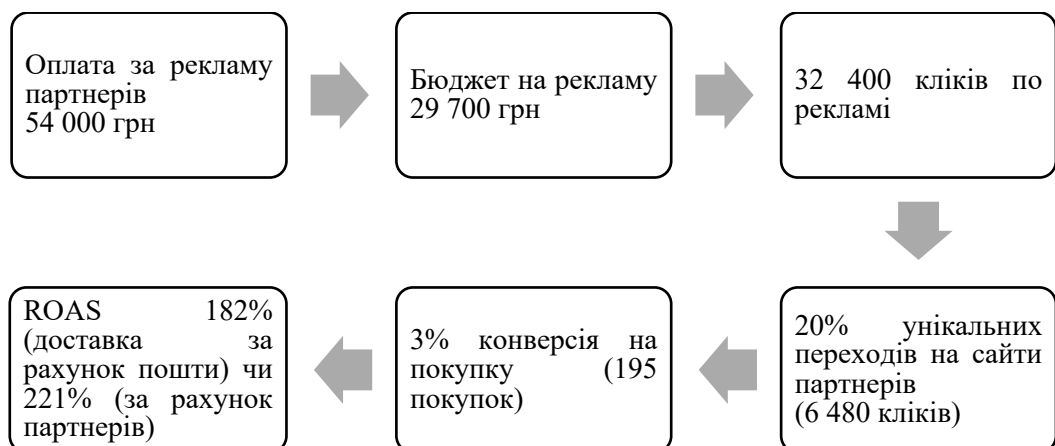 Оплата за рекламу
партнерів
54 000 грн
Бюджет на рекламу
29 700 грн
32 400 кліків по
рекламі
20% унікальних
переходів на сайти
партнерів
(6 480 кліків)
3% конверсія на
покупку (195
покупок)
ROAS 182%
(доставка за
рахунок пошти) чи
221% (за рахунок
партнерів)